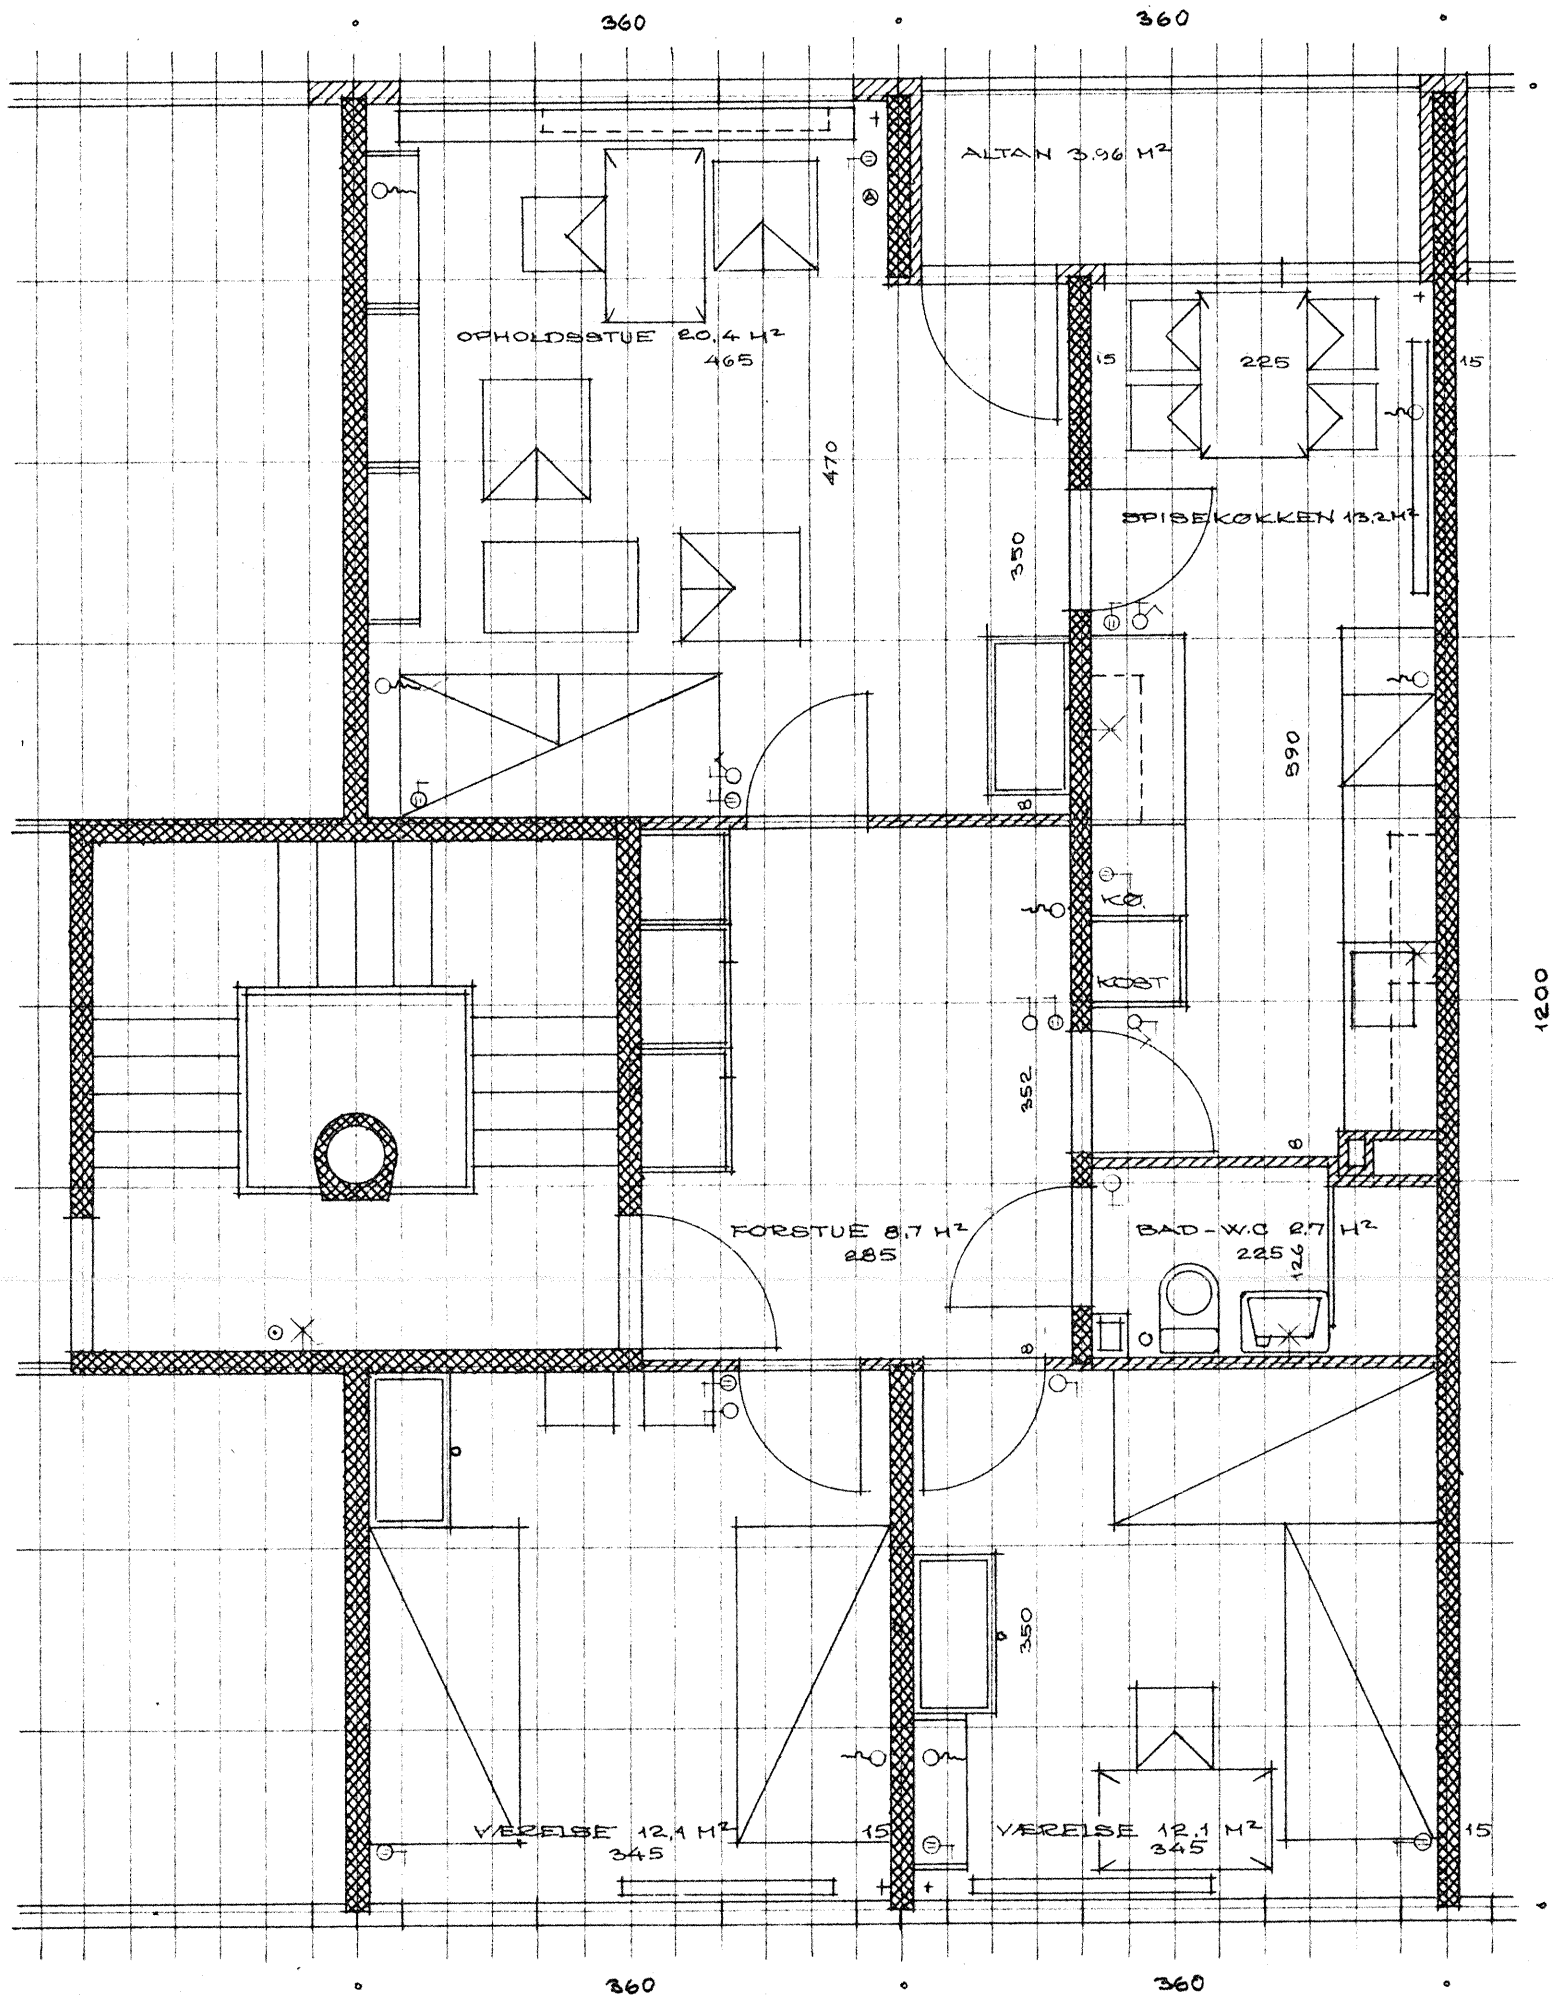 360
360
ALTAN 3.96 M²
OPHOLDSSTUE 20.4 M²
465
15
225
15
470
SPISEKØKKEN 13.2 M²
350
590
8
KØ.
KOST
1200
352
8
FORSTUE 8.7 M²
285
BAD-W.C 2.7 M²
225
126
8
350
VÆRELSE 12.1 M²
345
15
VÆRELSE 12.1 M²
345
15
360
360